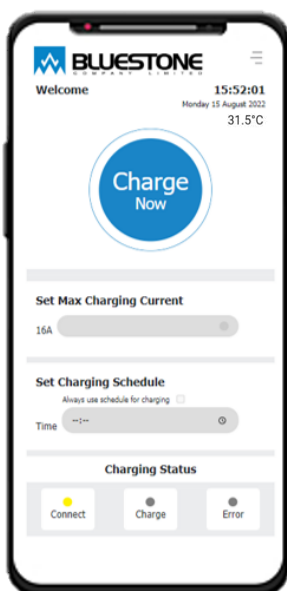 BLUESTONE
COMPANY LIMITED
Welcome
15:52:01
Monday 15 August 2022
31.5°C
Charge
Now
Set Max Charging Current
16A
Set Charging Schedule
Always use schedule for charging
Time --:--
Charging Status
Connect Charge Error